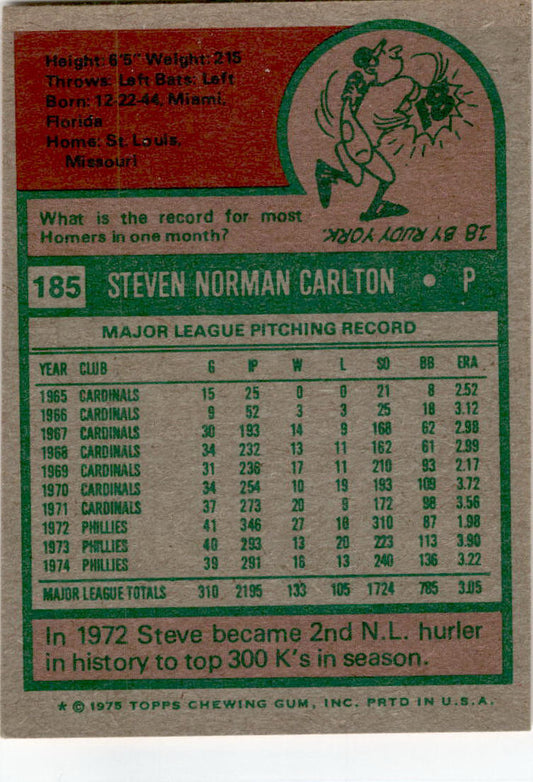 Height: 6'5" Weight: 215
Throws: Left Bats: Left
Born: 12-22-44, Miami,
Florida
Home: St. Louis,
Missouri
What is the record for most
Homers in one month?
18 BY RUDY YORK.
185 STEVEN NORMAN CARLTON • P
MAJOR LEAGUE PITCHING RECORD
YEAR CLUB G IP W L SO BB ERA
1965 CARDINALS 15 25 0 0 21 8 2.52
1966 CARDINALS 9 52 3 3 25 18 3.12
1967 CARDINALS 30 193 14 9 168 62 2.98
1968 CARDINALS 34 232 13 11 162 61 2.99
1969 CARDINALS 31 236 17 11 210 93 2.17
1970 CARDINALS 34 254 10 19 193 109 3.72
1971 CARDINALS 37 273 20 9 172 98 3.56
1972 PHILLIES 41 346 27 10 310 87 1.98
1973 PHILLIES 40 293 13 20 223 113 3.90
1974 PHILLIES 39 291 16 13 240 136 3.22
MAJOR LEAGUE TOTALS 310 2195 133 105 1724 785 3.05
In 1972 Steve became 2nd N.L. hurler
in history to top 300 K's in season.
* © 1975 TOPPS CHEWING GUM, INC. PRTD IN U.S.A.